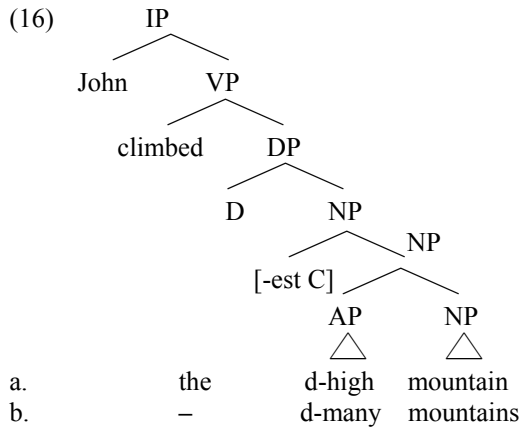 (16) IP
John VP
climbed DP
D NP
NP
[-est C]
AP NP
a. the d-high mountain
b. – d-many mountains